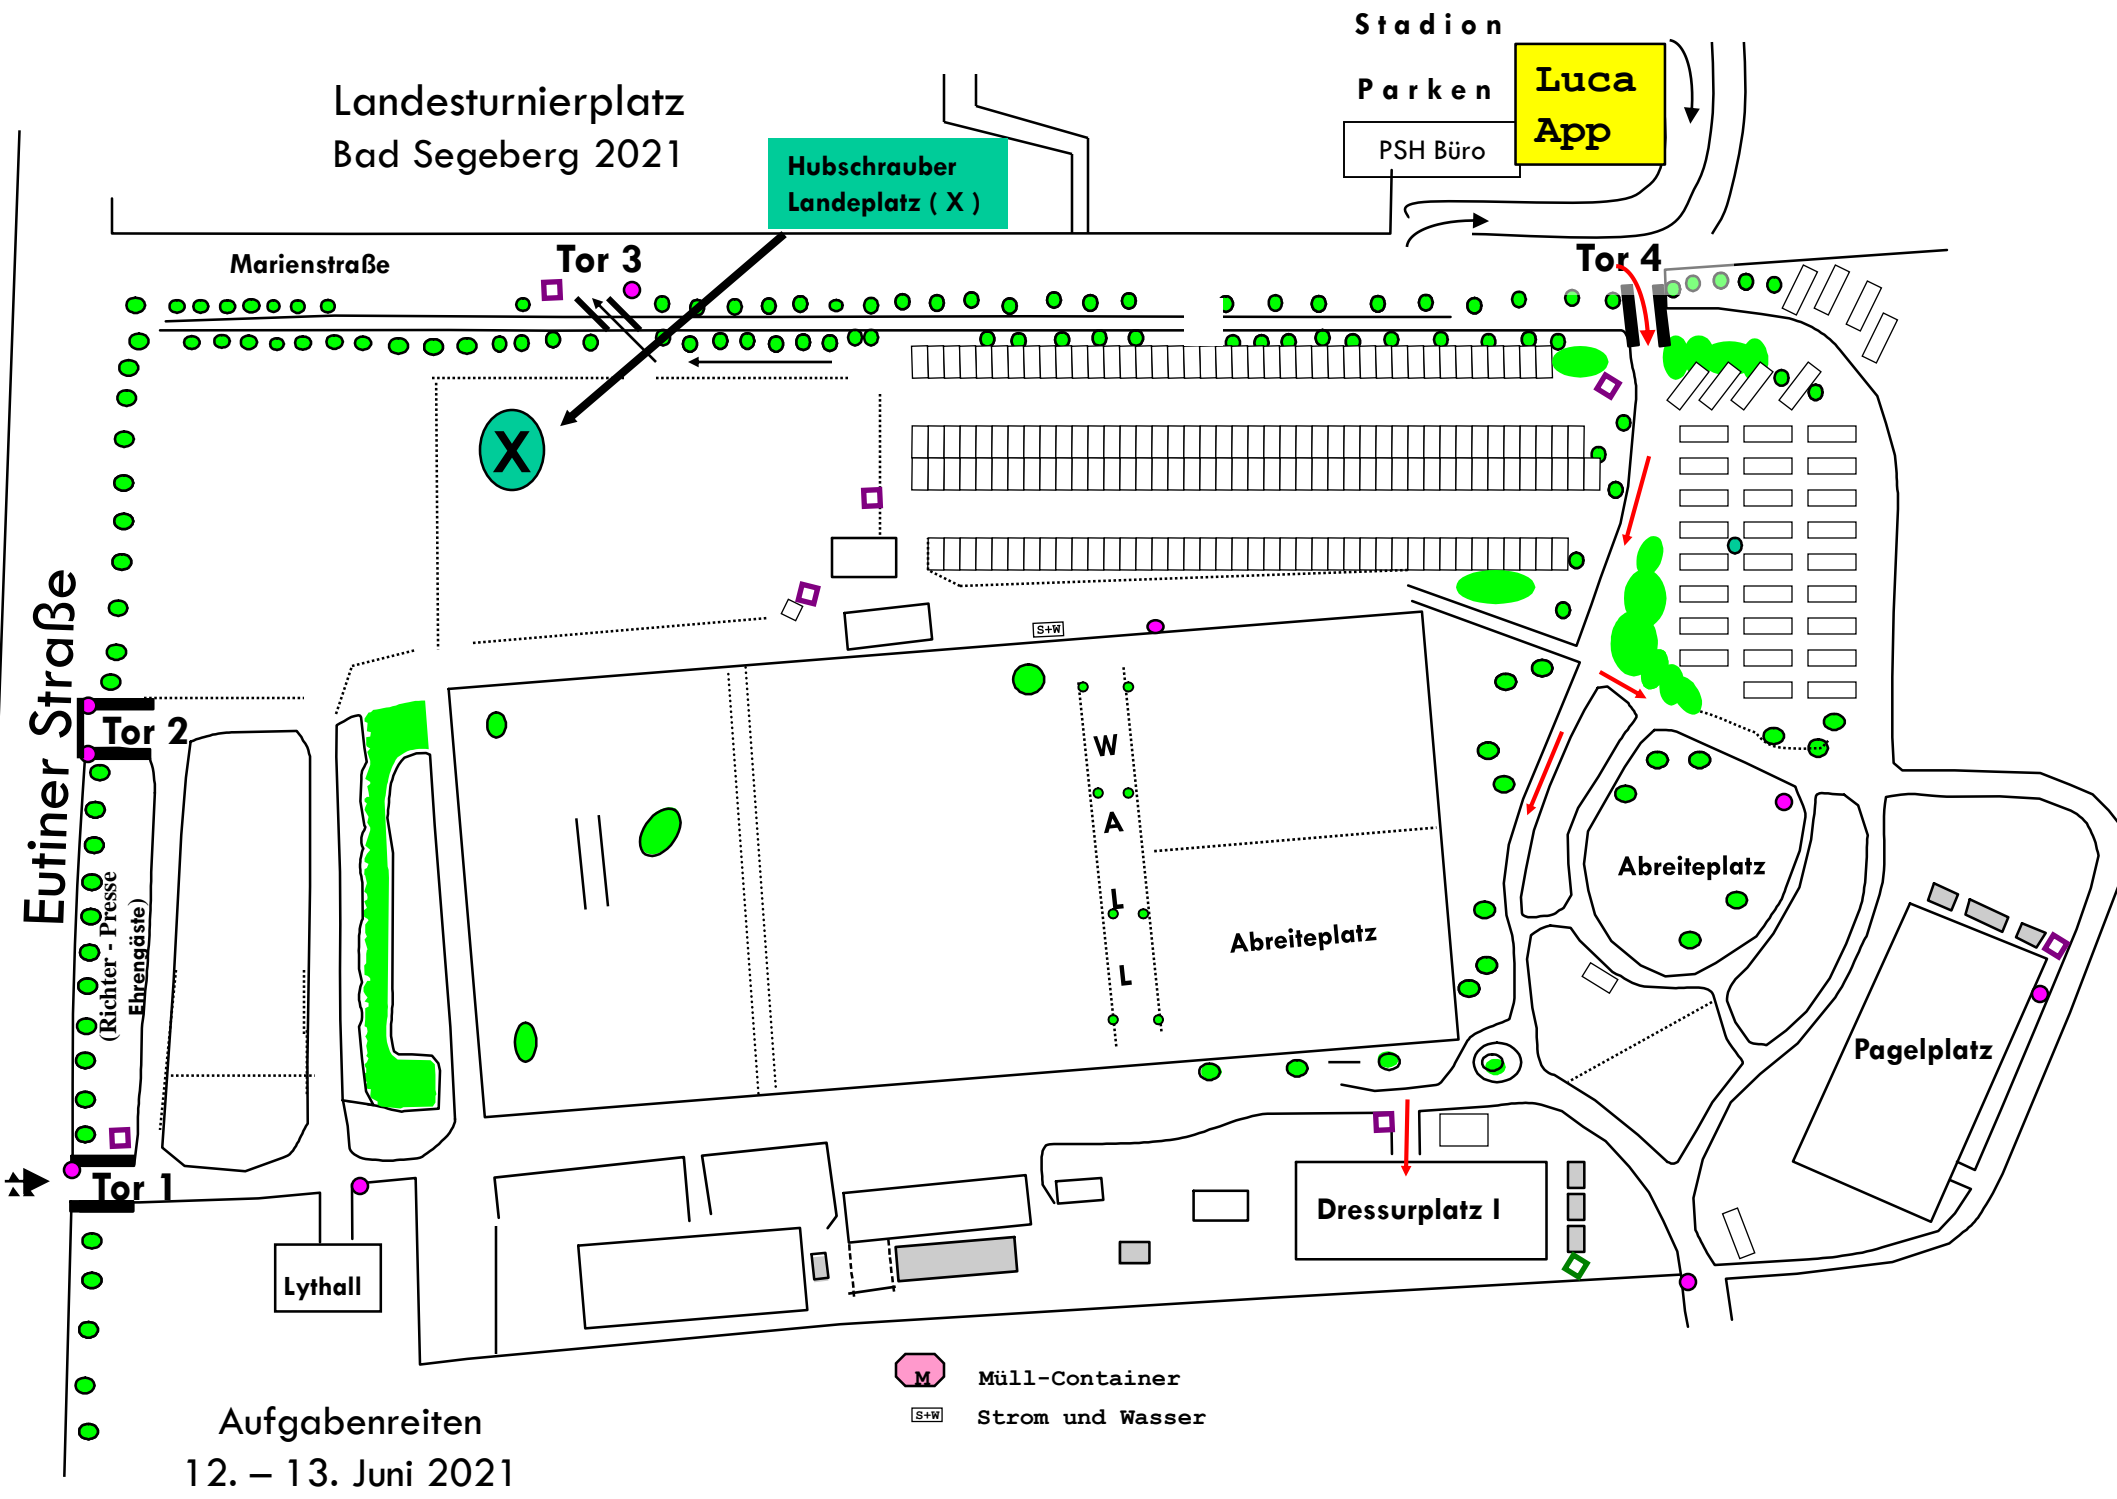 Stadion
Parken
Luca
App
PSH Büro
Landesturnierplatz
Bad Segeberg 2021
Hubschrauber
Landeplatz ( X )
Marienstraße
Tor 3
Tor 4
X
S+W
Eutiner Straße
Tor 2
W
A
L
L
Abreiteplatz
Abreiteplatz
(Richter - Presse
Ehrengäste)
Pagelplatz
Tor 1
Dressurplatz I
Lythall
M Müll-Container
S+W Strom und Wasser
Aufgabenreiten
12. – 13. Juni 2021